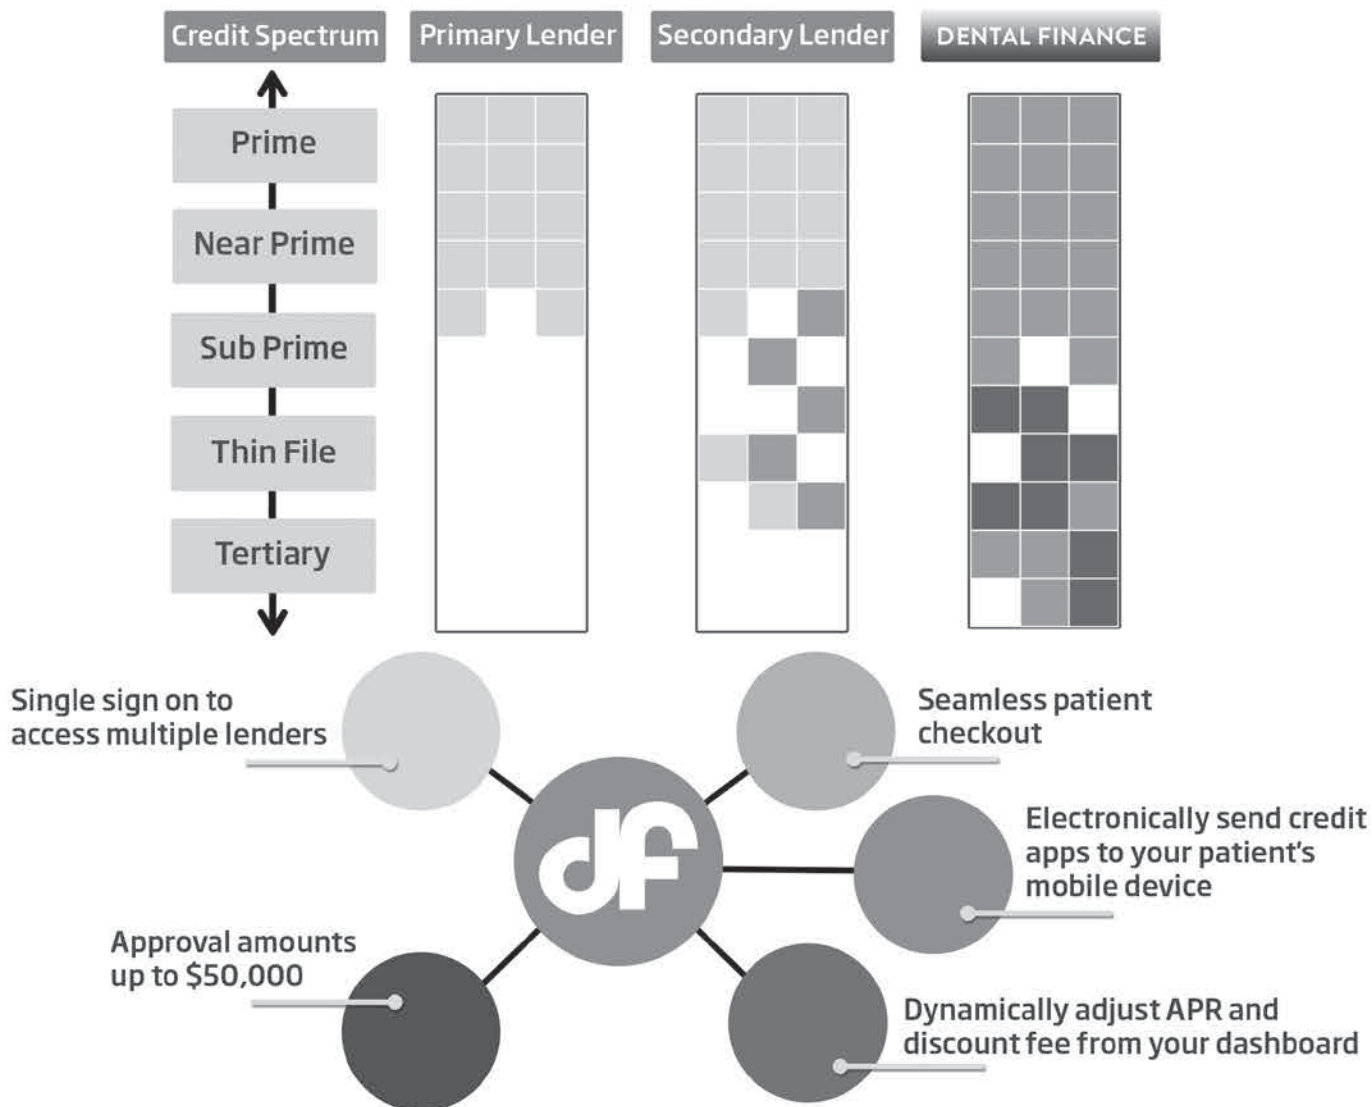 Credit Spectrum
Primary Lender
Secondary Lender
DENTAL FINANCE
Prime
Near Prime
Sub Prime
Thin File
Tertiary
Single sign on to
access multiple lenders
Seamless patient
checkout
df
Electronically send credit
apps to your patient's
mobile device
Approval amounts
up to $50,000
Dynamically adjust APR and
discount fee from your dashboard